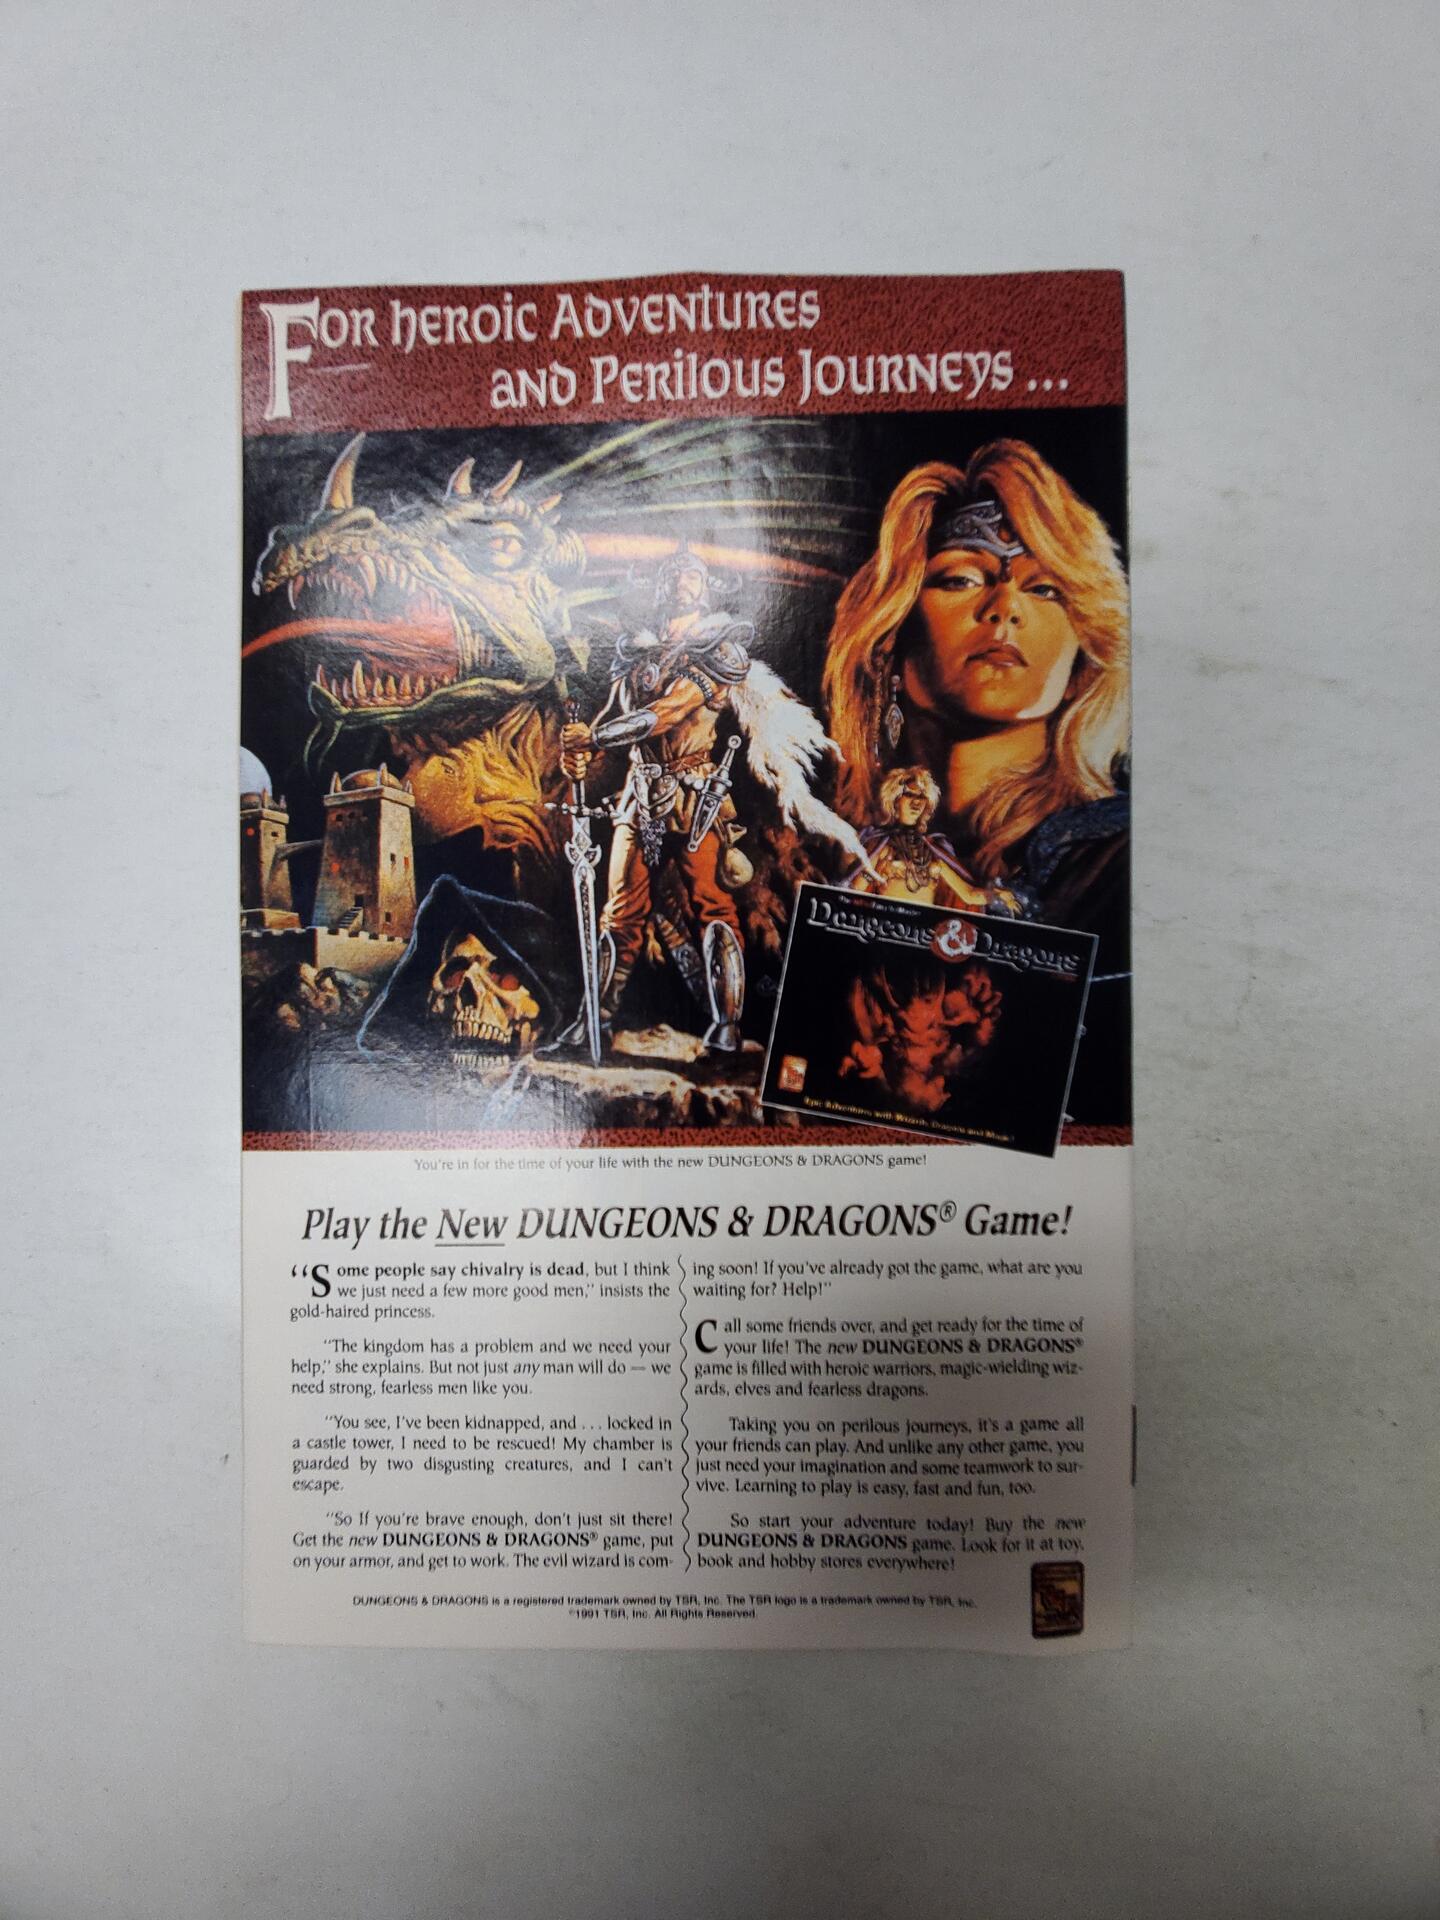 For heroic Adventures
and Perilous Journeys ...
Dungeons & Dragons
Epic Adventures with Wizards, Dragons and Magic!
You're in for the time of your life with the new DUNGEONS & DRAGONS game!
Play the New DUNGEONS & DRAGONS® Game!
“Some people say chivalry is dead, but I think
we just need a few more good men,” insists the
gold-haired princess.
“The kingdom has a problem and we need your
help,” she explains. But not just any man will do — we
need strong, fearless men like you.
“You see, I've been kidnapped, and . . . locked in
a castle tower, I need to be rescued! My chamber is
guarded by two disgusting creatures, and I can't
escape.
“So If you're brave enough, don't just sit there!
Get the new DUNGEONS & DRAGONS® game, put
on your armor, and get to work. The evil wizard is com-
ing soon! If you've already got the game, what are you
waiting for? Help!”
Call some friends over, and get ready for the time of
your life! The new DUNGEONS & DRAGONS®
game is filled with heroic warriors, magic-wielding wiz-
ards, elves and fearless dragons.
Taking you on perilous journeys, it's a game all
your friends can play. And unlike any other game, you
just need your imagination and some teamwork to sur-
vive. Learning to play is easy, fast and fun, too.
So start your adventure today! Buy the new
DUNGEONS & DRAGONS game. Look for it at toy,
book and hobby stores everywhere!
DUNGEONS & DRAGONS is a registered trademark owned by TSR, Inc. The TSR logo is a trademark owned by TSR, Inc.
©1991 TSR, Inc. All Rights Reserved.